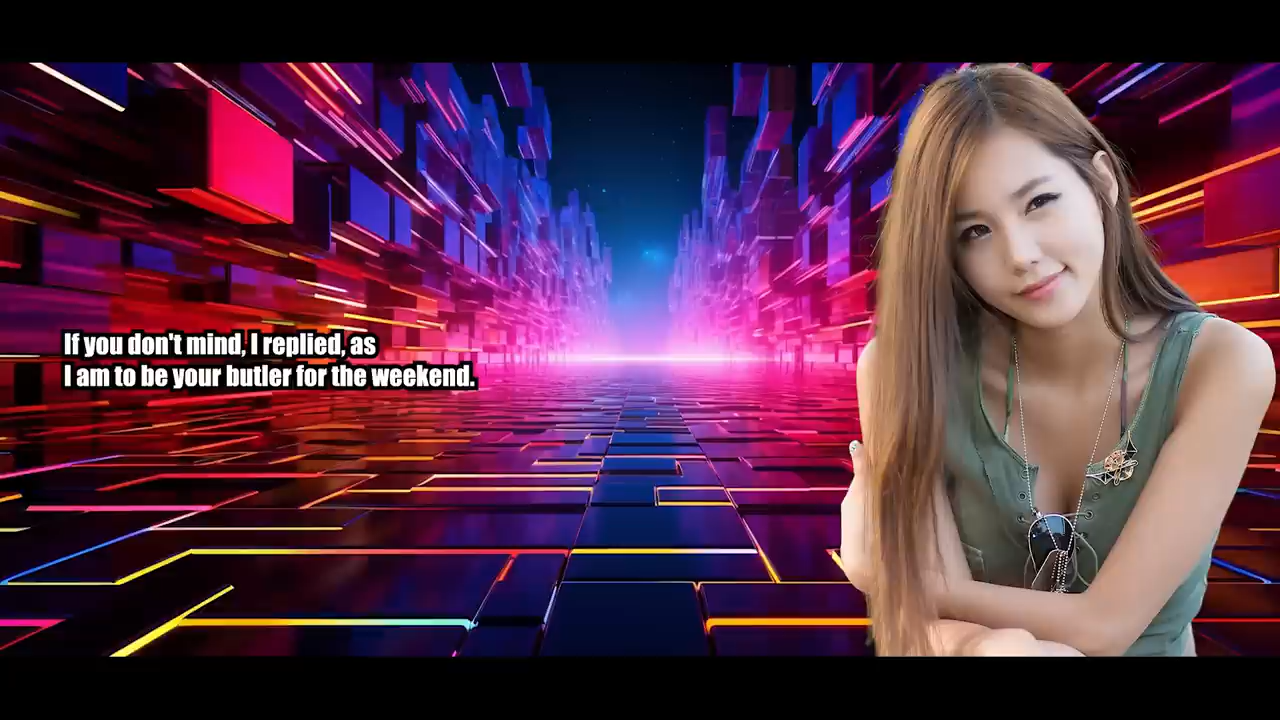 If you don't mind, I replied, as
I am to be your butler for the weekend.